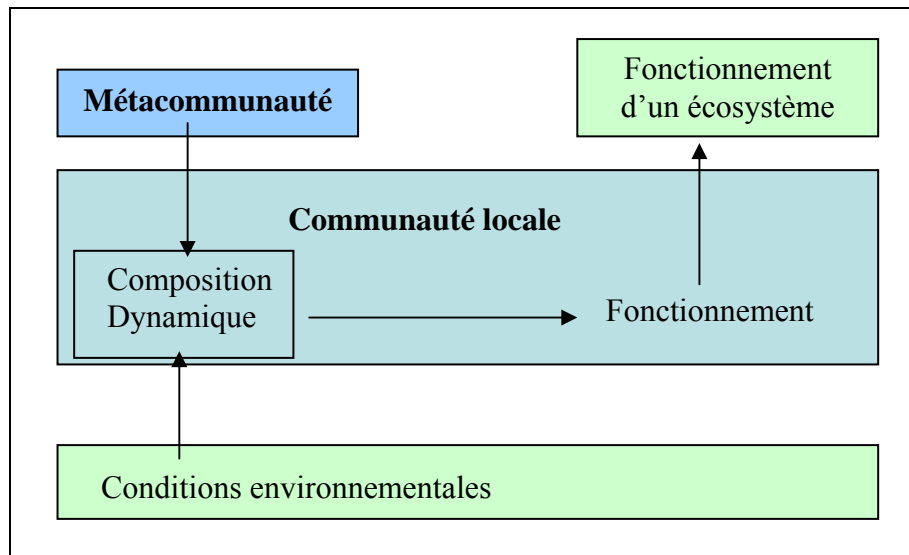 Métacommunauté
Fonctionnement
d’un écosystème
Communauté locale
Composition
Dynamique
Fonctionnement
Conditions environnementales